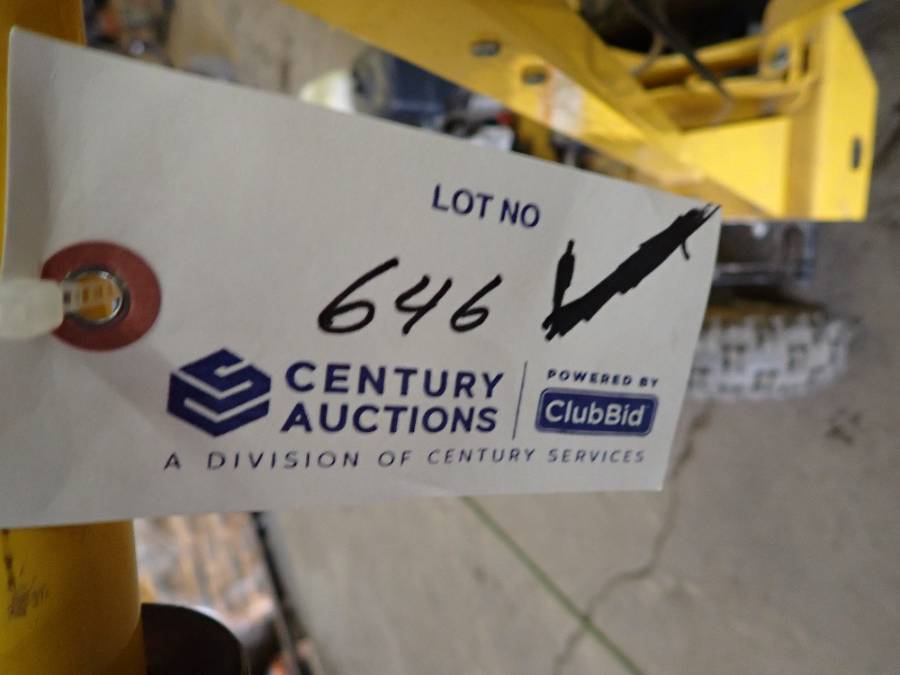 LOT NO
646
CENTURY
AUCTIONS
POWERED BY
ClubBid
A DIVISION OF CENTURY SERVICES